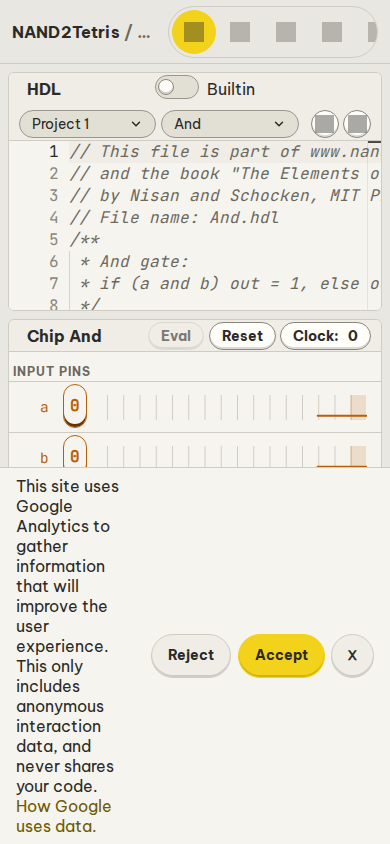 NAND2Tetris / ...
HDL
Builtin
Project 1
And
1 // This file is part of www.nan
2 // and the book "The Elements o
3 // by Nisan and Schocken, MIT P
4 // File name: And.hdl
5 /**
6 * And gate:
7 * if (a and b) out = 1, else o
8 */
Chip And
Eval
Reset
Clock: 0
INPUT PINS
a 0
b 0
This site uses
Google
Analytics to
gather
information
that will
improve the
user
experience.
This only
includes
anonymous
interaction
data, and
never shares
your code.
How Google
uses data.
Reject
Accept
X